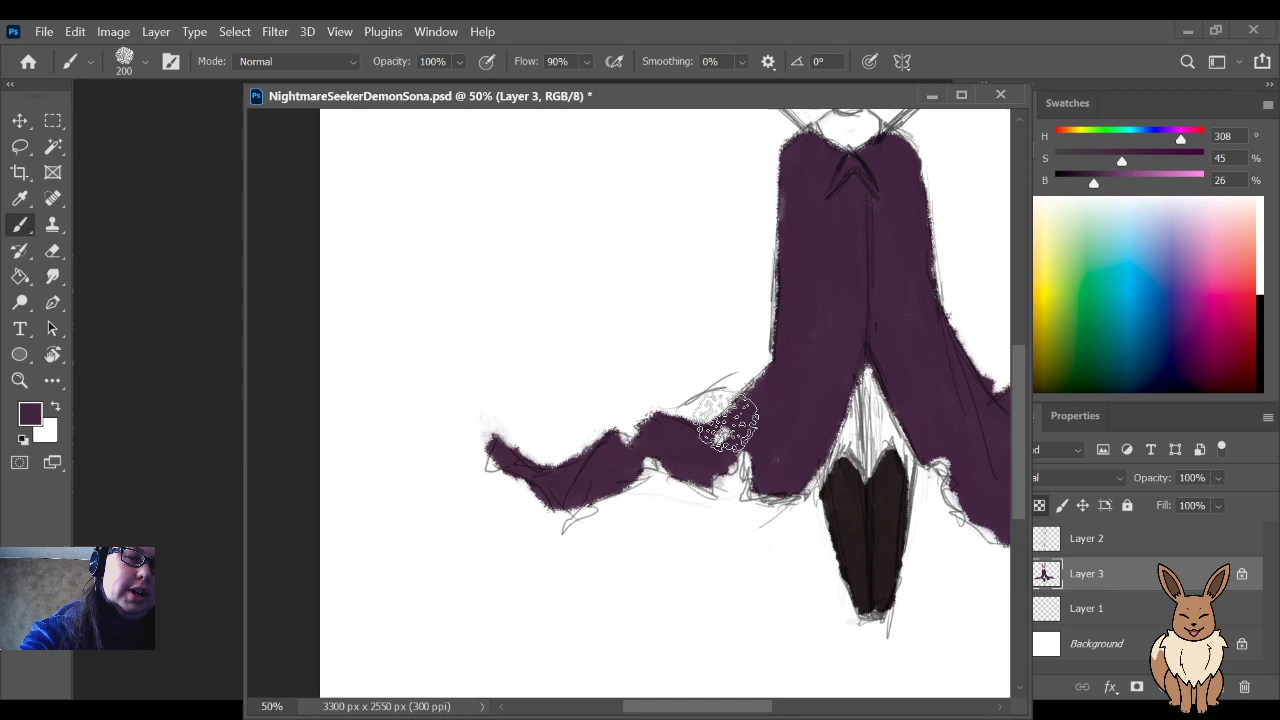 Ps File Edit Image Layer Type Select Filter 3D View Plugins Window Help
200 Mode: Normal Opacity: 100% Flow: 90% Smoothing: 0% 0°
Ps NightmareSeekerDemonSona.psd @ 50% (Layer 3, RGB/8) *
Swatches
H 308 °
S 45 %
B 26 %
Properties
Opacity: 100%
Fill: 100%
Layer 2
Layer 3
Layer 1
Background
fx
50% 3300 px x 2550 px (300 ppi)